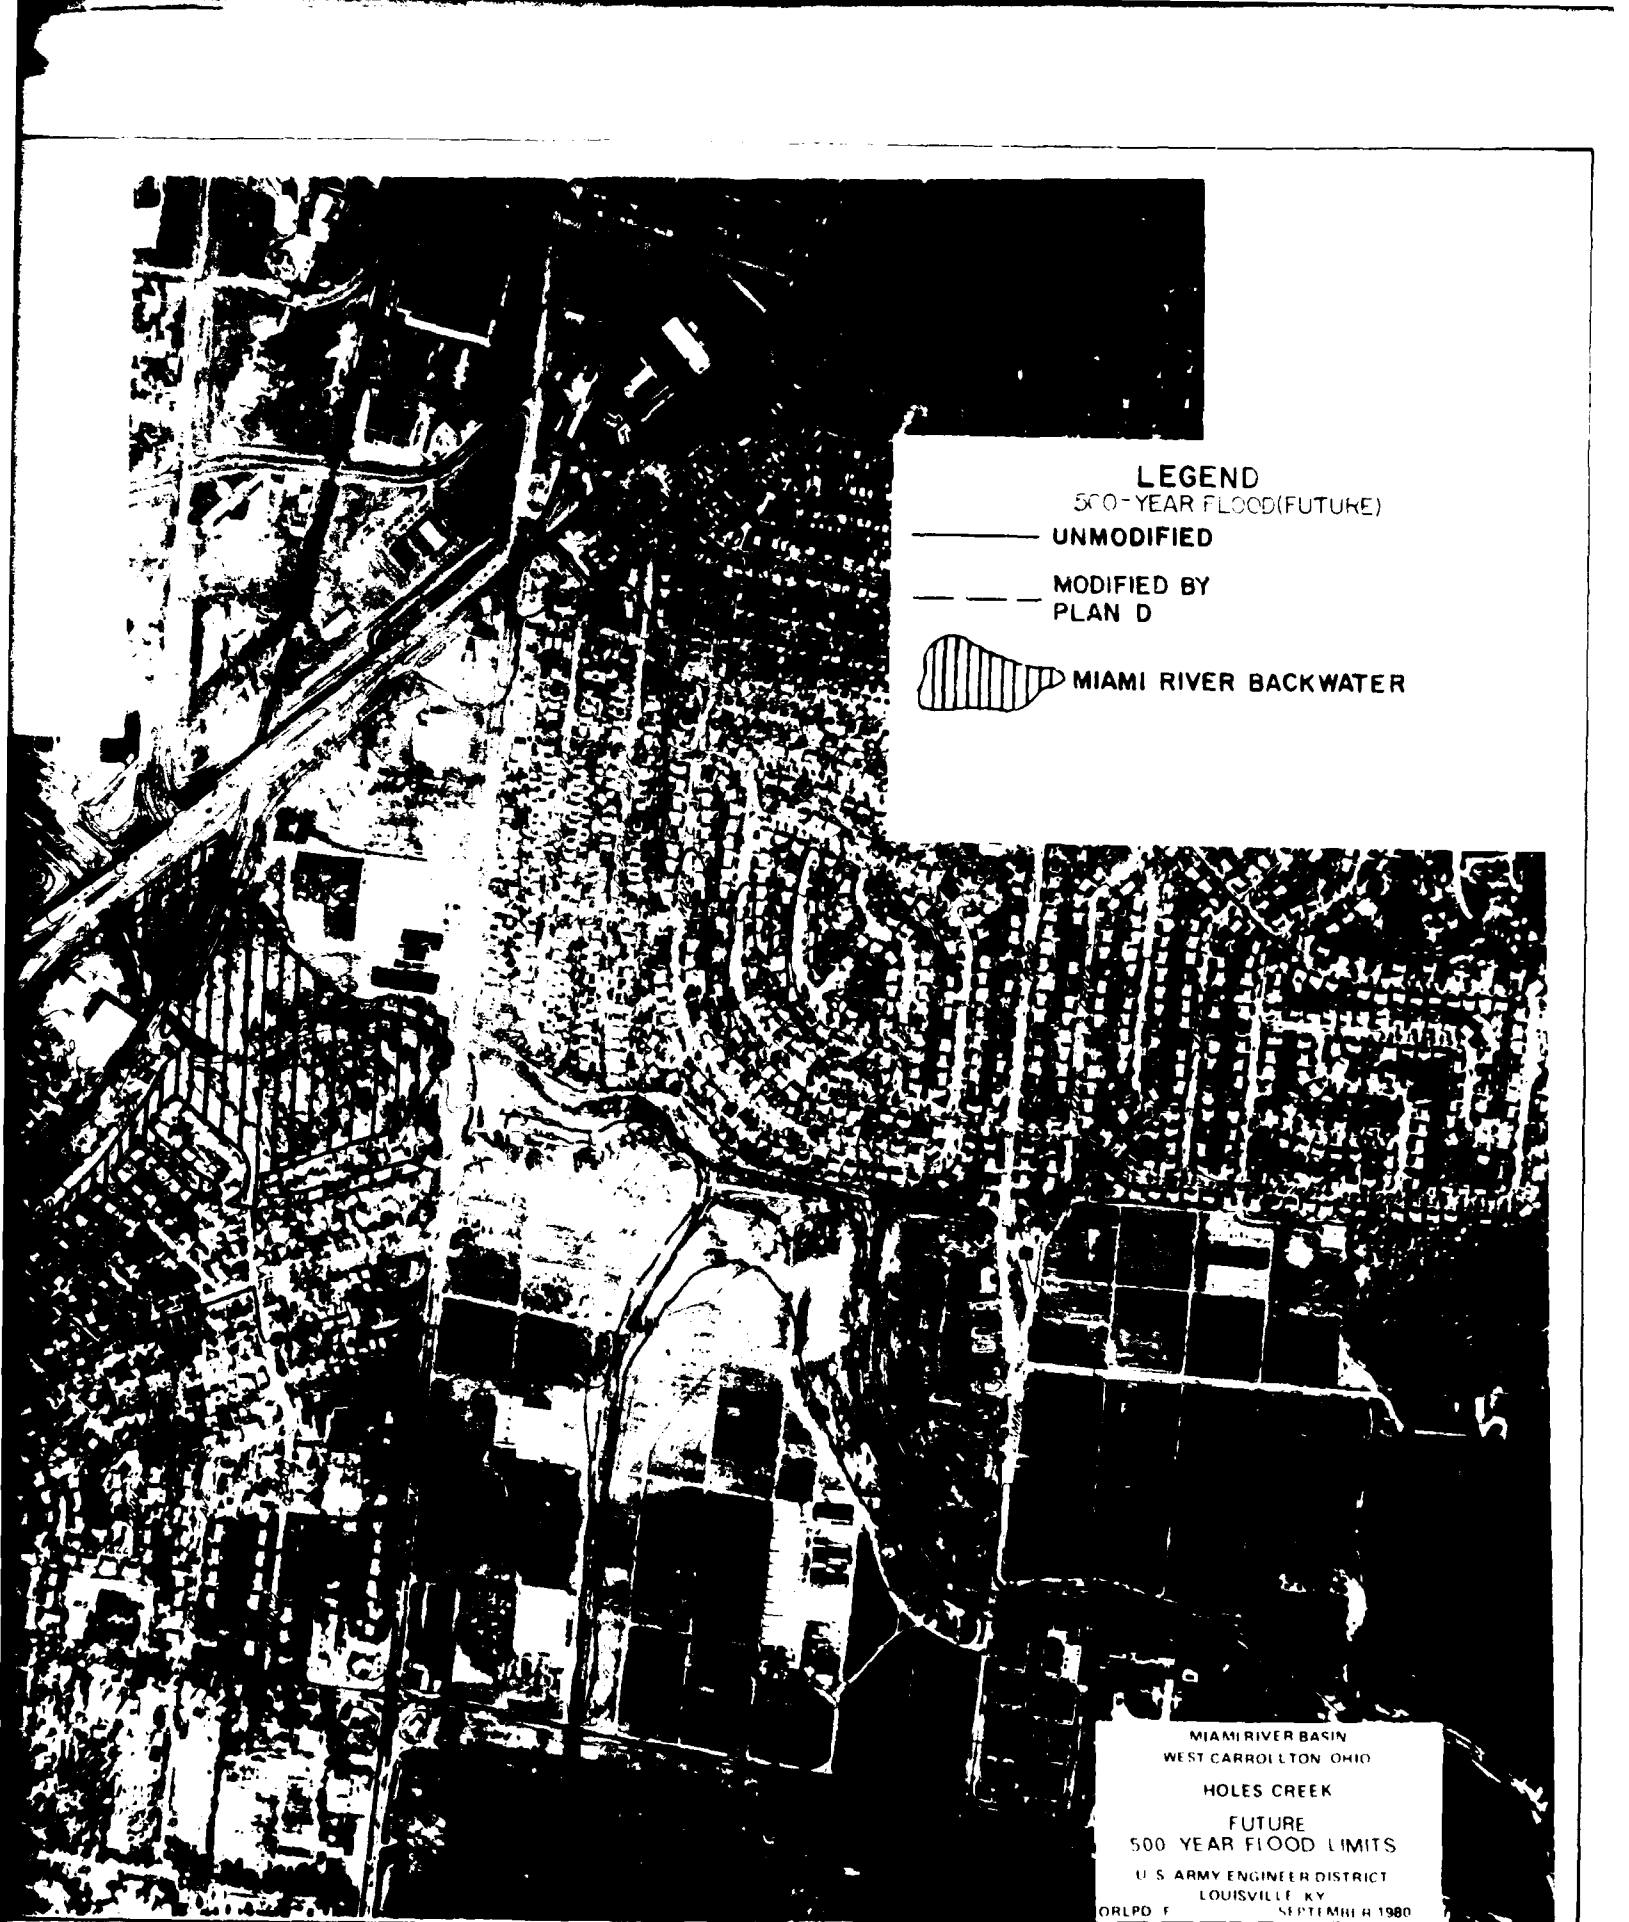 LEGEND
500-YEAR FLOOD(FUTURE)
UNMODIFIED
MODIFIED BY
PLAN D
MIAMI RIVER BACKWATER
MIAMI RIVER BASIN
WEST CARROLLTON OHIO
HOLES CREEK
FUTURE
500 YEAR FLOOD LIMITS
U S ARMY ENGINEER DISTRICT
LOUISVILLE KY
ORLPD F SEPTEMBER 1980